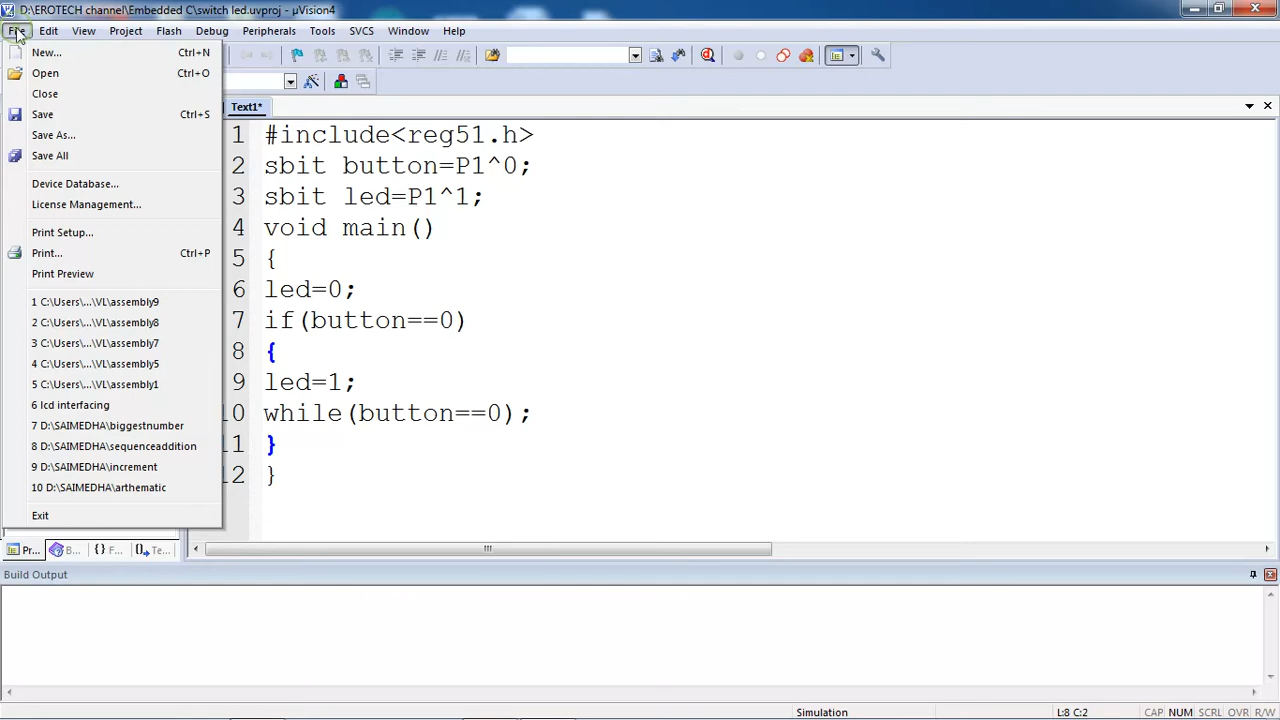 D:\EROTECH channel\Embedded C\switch led.uvproj - µVision4
File Edit View Project Flash Debug Peripherals Tools SVCS Window Help
New... Ctrl+N
Open Ctrl+O
Close
Save Ctrl+S
Save As...
Save All
Device Database...
License Management...
Print Setup...
Print... Ctrl+P
Print Preview
1 C:\Users\...\VL\assembly9
2 C:\Users\...\VL\assembly8
3 C:\Users\...\VL\assembly7
4 C:\Users\...\VL\assembly5
5 C:\Users\...\VL\assembly1
6 lcd interfacing
7 D:\SAIMEDHA\biggestnumber
8 D:\SAIMEDHA\sequenceaddition
9 D:\SAIMEDHA\increment
10 D:\SAIMEDHA\arthematic
Exit
Text1*
1 #include<reg51.h>
2 sbit button=P1^0;
3 sbit led=P1^1;
4 void main()
5 {
6 led=0;
7 if(button==0)
8 {
9 led=1;
10 while(button==0);
11 }
12 }
Pr... B... {} F... Te...
Build Output
Simulation L:8 C:2 CAP NUM SCRL OVR R/W